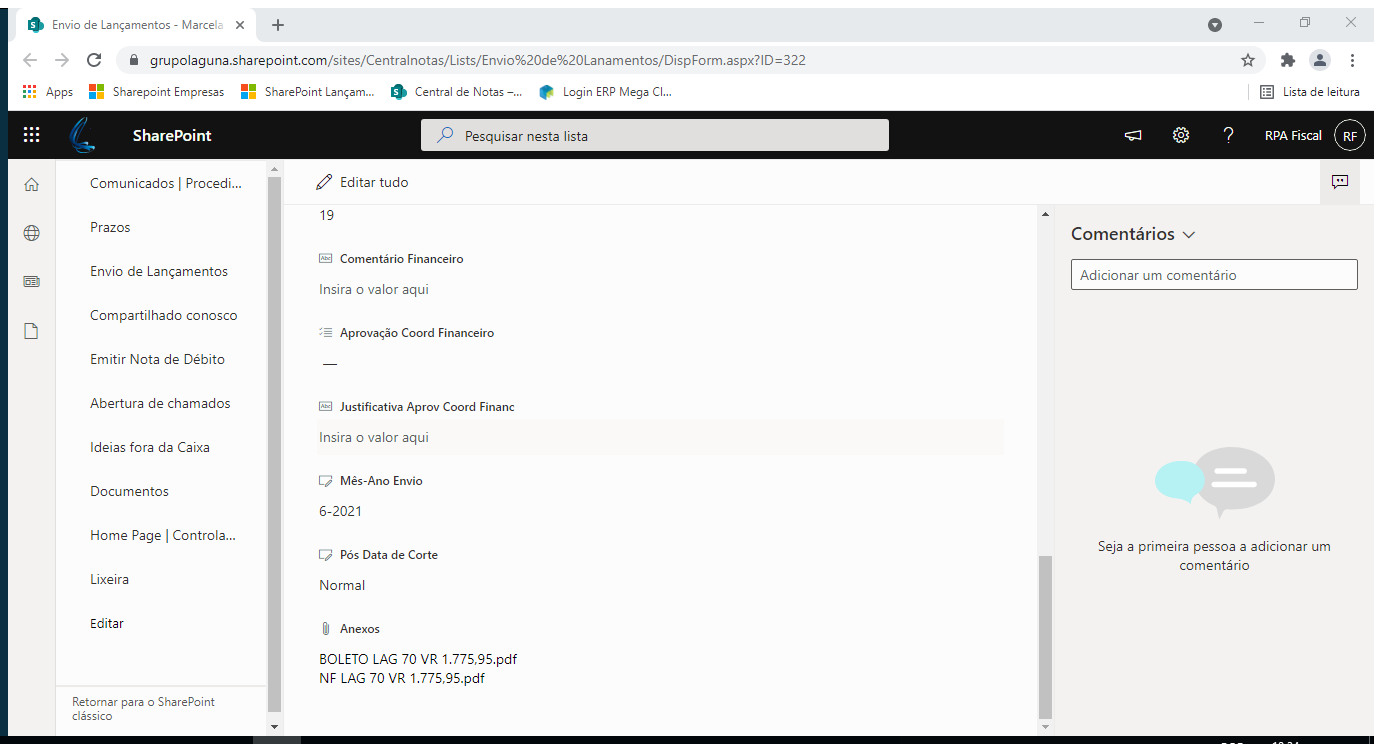 Envio de Lançamentos - Marcela
grupolaguna.sharepoint.com/sites/Centralnotas/Lists/Envio%20de%20Lanamentos/DispForm.aspx?ID=322
Apps
Sharepoint Empresas
SharePoint Lançam...
Central de Notas –...
Login ERP Mega Cl...
Lista de leitura
SharePoint
Pesquisar nesta lista
RPA Fiscal
RF
Comunicados | Procedi...
Prazos
Envio de Lançamentos
Compartilhado conosco
Emitir Nota de Débito
Abertura de chamados
Ideias fora da Caixa
Documentos
Home Page | Controla...
Lixeira
Editar
Retornar para o SharePoint
clássico
Editar tudo
19
Abc Comentário Financeiro
Insira o valor aqui
Aprovação Coord Financeiro
—
Abc Justificativa Aprov Coord Financ
Insira o valor aqui
Mês-Ano Envio
6-2021
Pós Data de Corte
Normal
Anexos
BOLETO LAG 70 VR 1.775,95.pdf
NF LAG 70 VR 1.775,95.pdf
Comentários
Adicionar um comentário
Seja a primeira pessoa a adicionar um
comentário